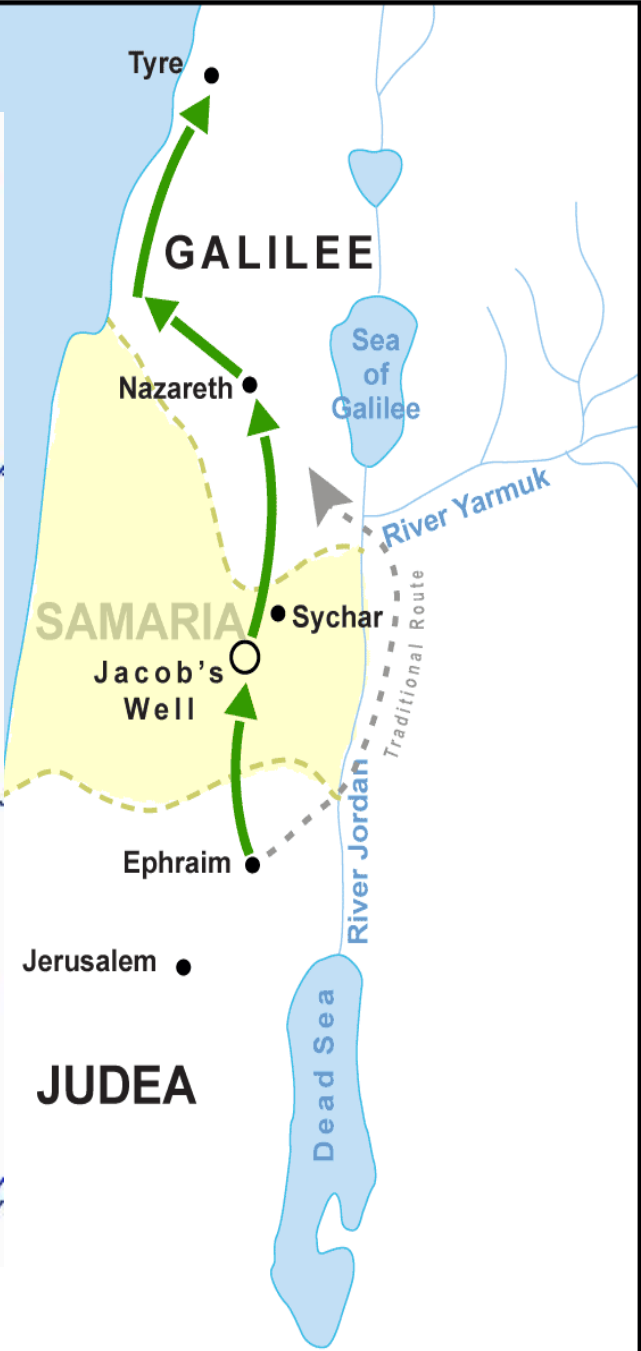 Tyre
GALILEE
Sea
of
Galilee
Nazareth
River Yarmuk
Traditional Route
SAMARIA
Sychar
Jacob's
Well
River Jordan
Ephraim
Jerusalem
Dead Sea
JUDEA